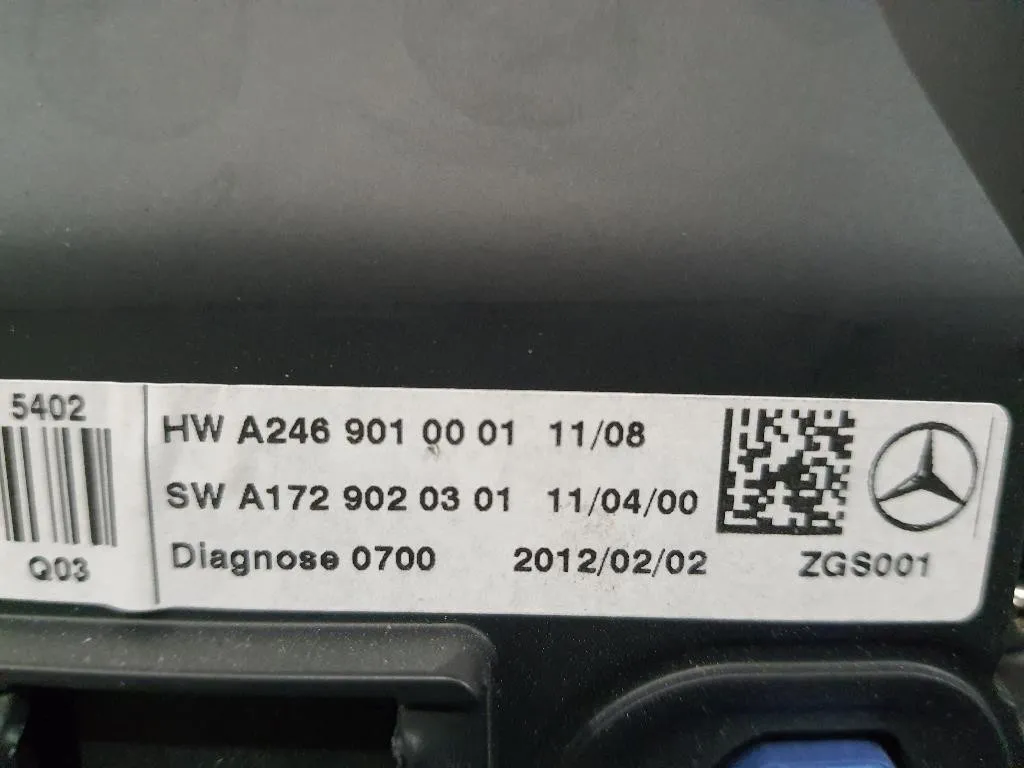 5402
Q03
HW A246 901 00 01 11/08
SW A172 902 03 01 11/04/00
Diagnose 0700 2012/02/02
ZGS001